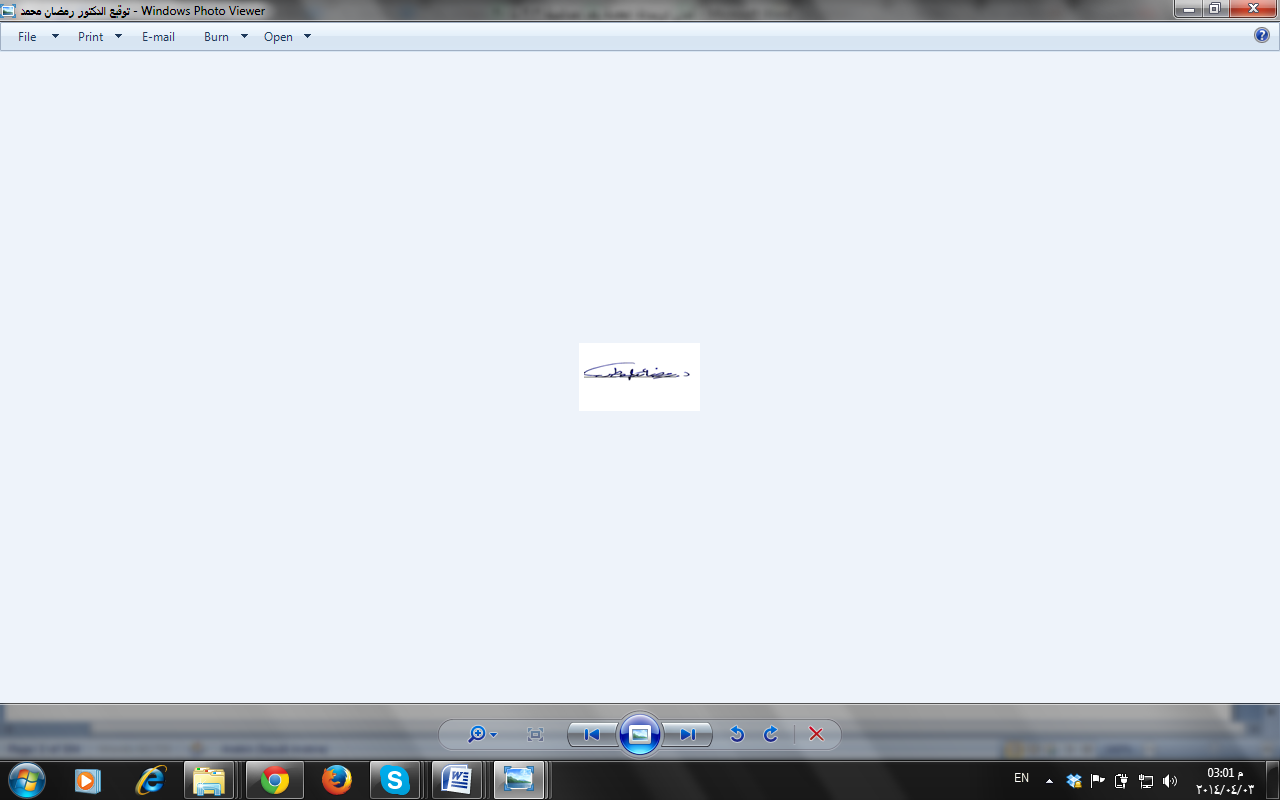 توقيع الدكتور رمضان محمد - Windows Photo Viewer
File Print E-mail Burn Open
EN
03:01 م
٢٠١٤/٠٤/٠٣